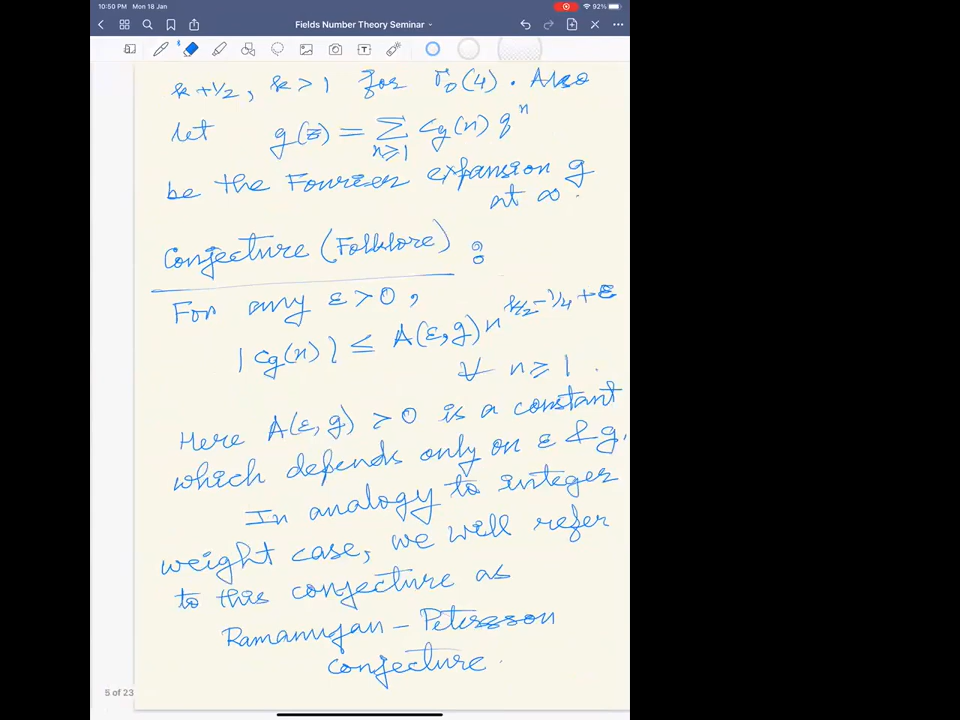 10:50 PM Mon 18 Jan
92%
Fields Number Theory Seminar
k+1/2, k > 1 for Γ₀(4). Also
let g(z) = ∑_{n≥1} c_g(n) q^n
be the Fourier expansion g
at ∞.
Conjecture (Folklore) :
For any ε > 0,
|c_g(n)| ≤ A(ε, g) n^{k/2 - 1/4 + ε}
∀ n ≥ 1.
Here A(ε, g) > 0 is a constant
which depends only on ε & g.
In analogy to integer
weight case, we will refer
to this conjecture as
Ramanujan - Petersson
conjecture.
5 of 23